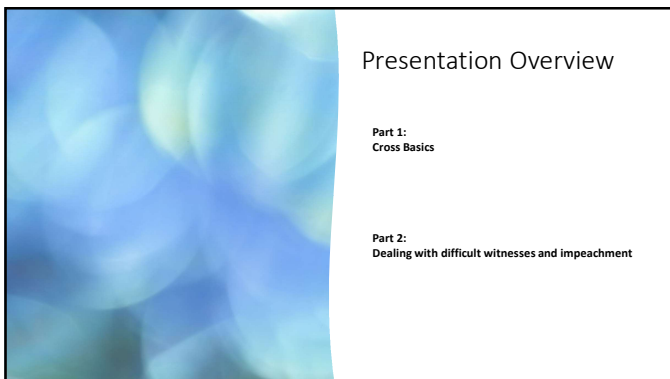 Presentation Overview
Part 1:
Cross Basics
Part 2:
Dealing with difficult witnesses and impeachment